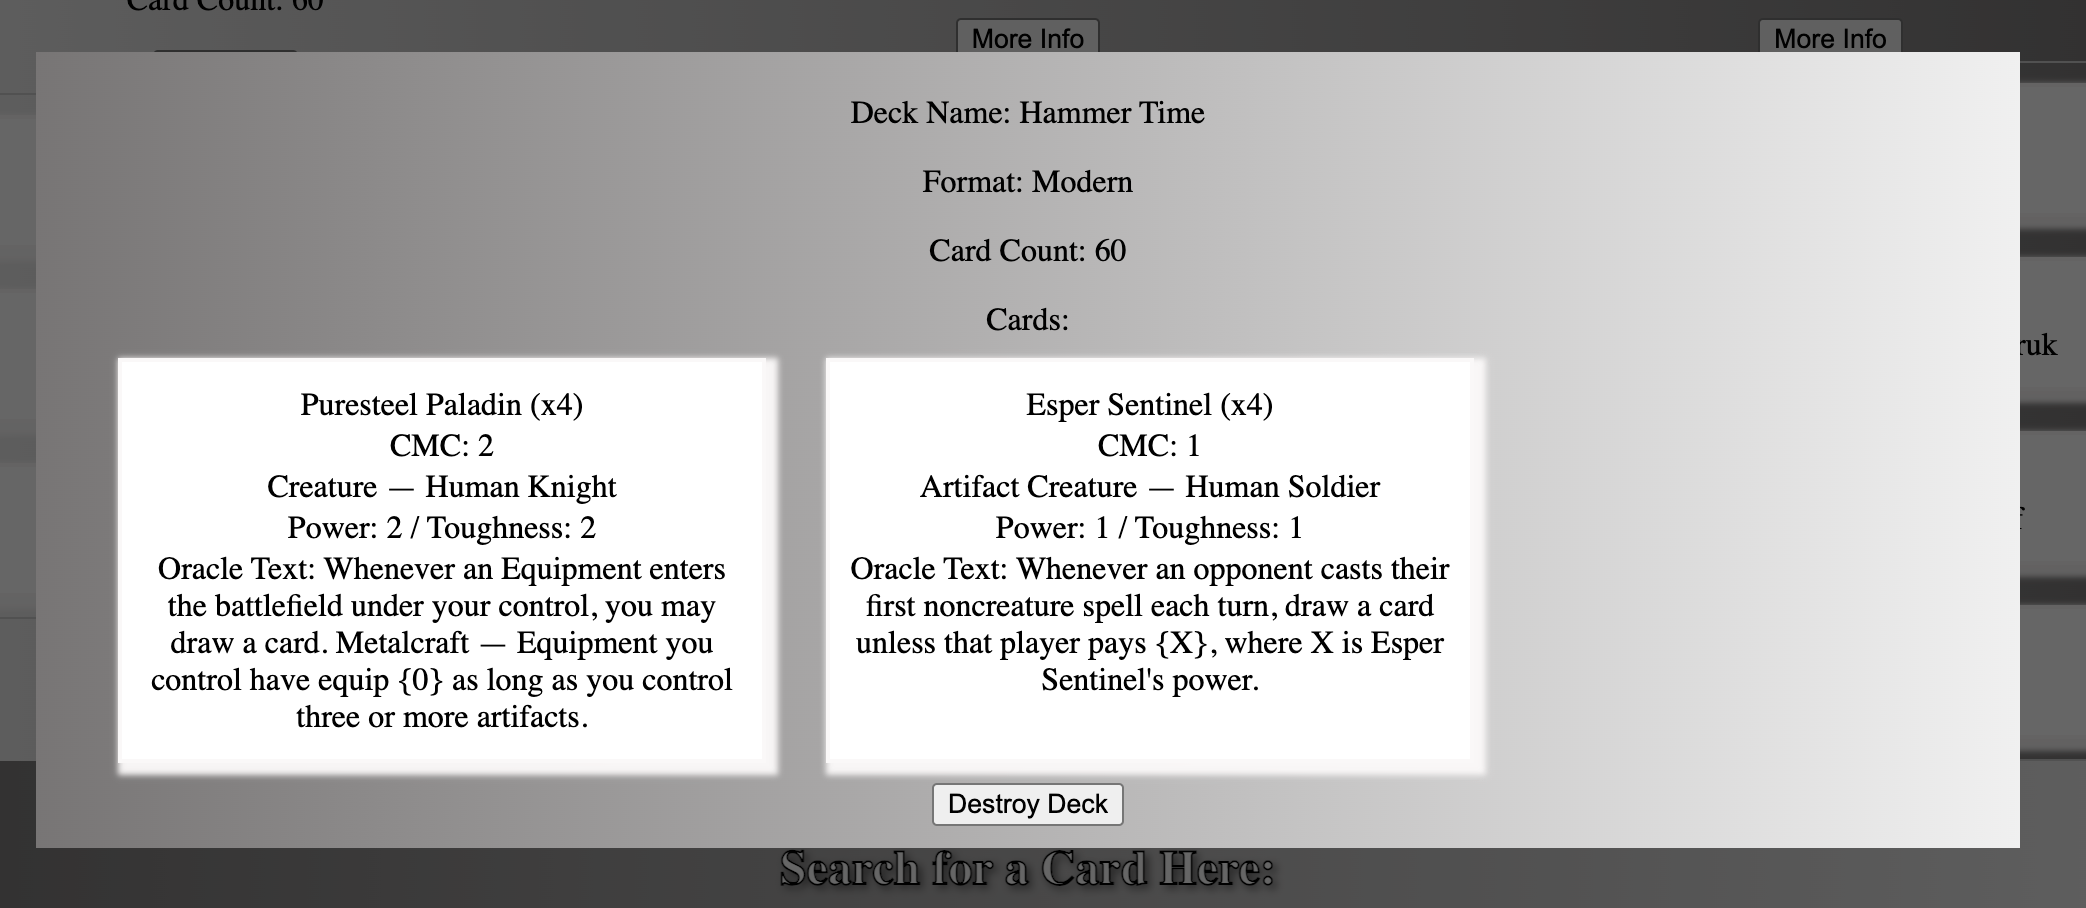 Card Count: 60
More Info
More Info
Deck Name: Hammer Time
Format: Modern
Card Count: 60
Cards:
Puresteel Paladin (x4)
CMC: 2
Creature — Human Knight
Power: 2 / Toughness: 2
Oracle Text: Whenever an Equipment enters
the battlefield under your control, you may
draw a card. Metalcraft — Equipment you
control have equip {0} as long as you control
three or more artifacts.
Esper Sentinel (x4)
CMC: 1
Artifact Creature — Human Soldier
Power: 1 / Toughness: 1
Oracle Text: Whenever an opponent casts their
first noncreature spell each turn, draw a card
unless that player pays {X}, where X is Esper
Sentinel's power.
ruk
Destroy Deck
Search for a Card Here: